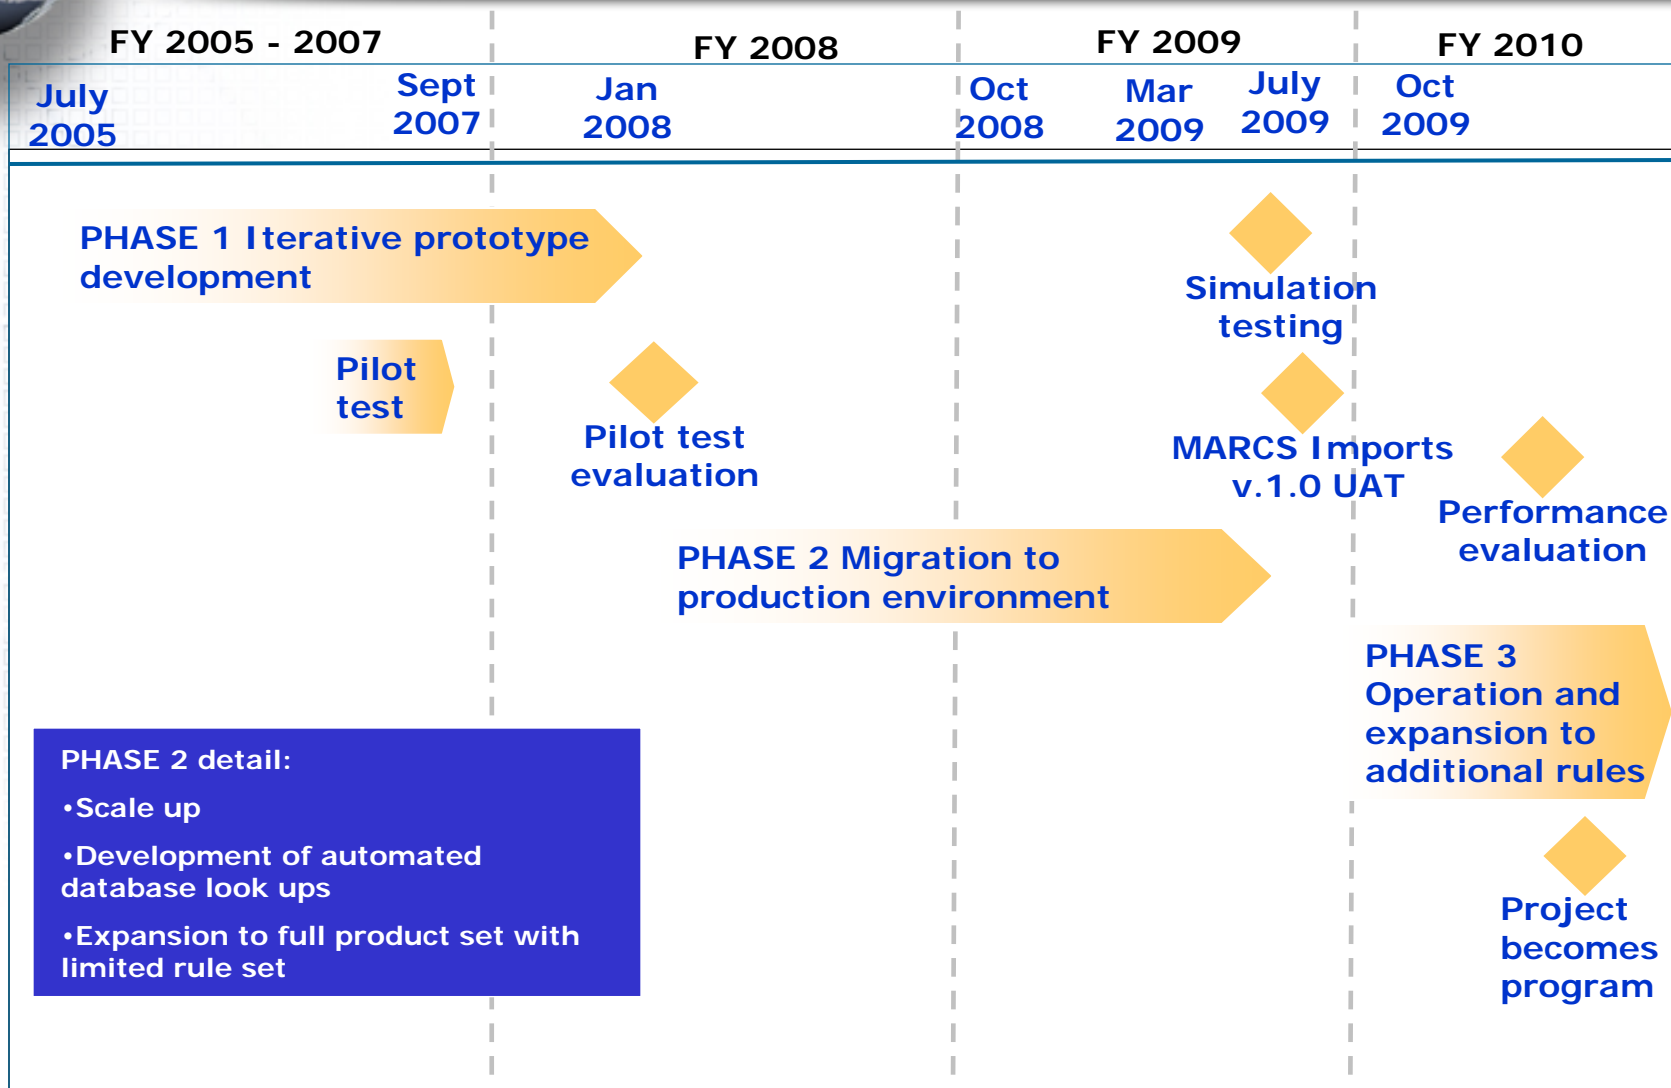 FY 2005 - 2007
FY 2008
FY 2009
FY 2010
July
2005
Sept
2007
Jan
2008
Oct
2008
Mar
2009
July
2009
Oct
2009
PHASE 1 Iterative prototype
development
Simulation
testing
Pilot
test
Pilot test
evaluation
MARCS Imports
v.1.0 UAT
Performance
evaluation
PHASE 2 Migration to
production environment
PHASE 3
Operation and
expansion to
additional rules
PHASE 2 detail:
•Scale up
•Development of automated
database look ups
•Expansion to full product set with
limited rule set
Project
becomes
program